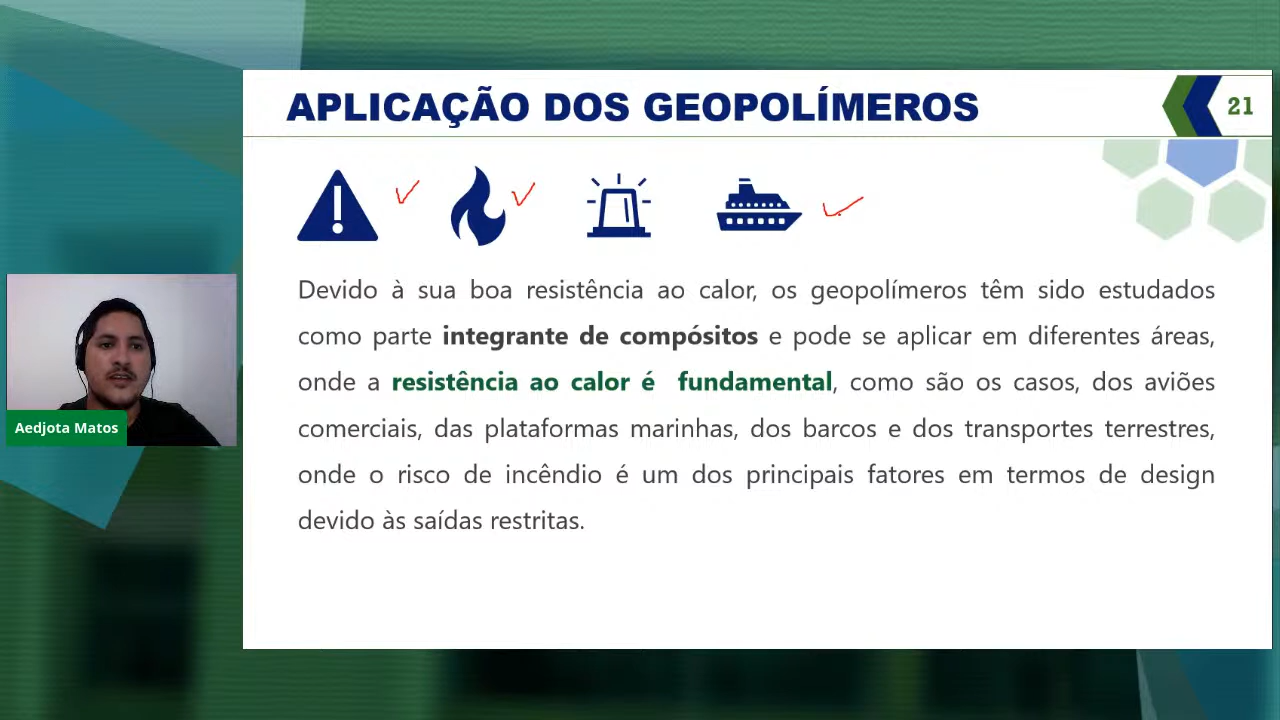 APLICAÇÃO DOS GEOPOLÍMEROS
21
Devido à sua boa resistência ao calor, os geopolímeros têm sido estudados
como parte integrante de compósitos e pode se aplicar em diferentes áreas,
onde a resistência ao calor é fundamental, como são os casos, dos aviões
comerciais, das plataformas marinhas, dos barcos e dos transportes terrestres,
onde o risco de incêndio é um dos principais fatores em termos de design
devido às saídas restritas.
Aedjota Matos